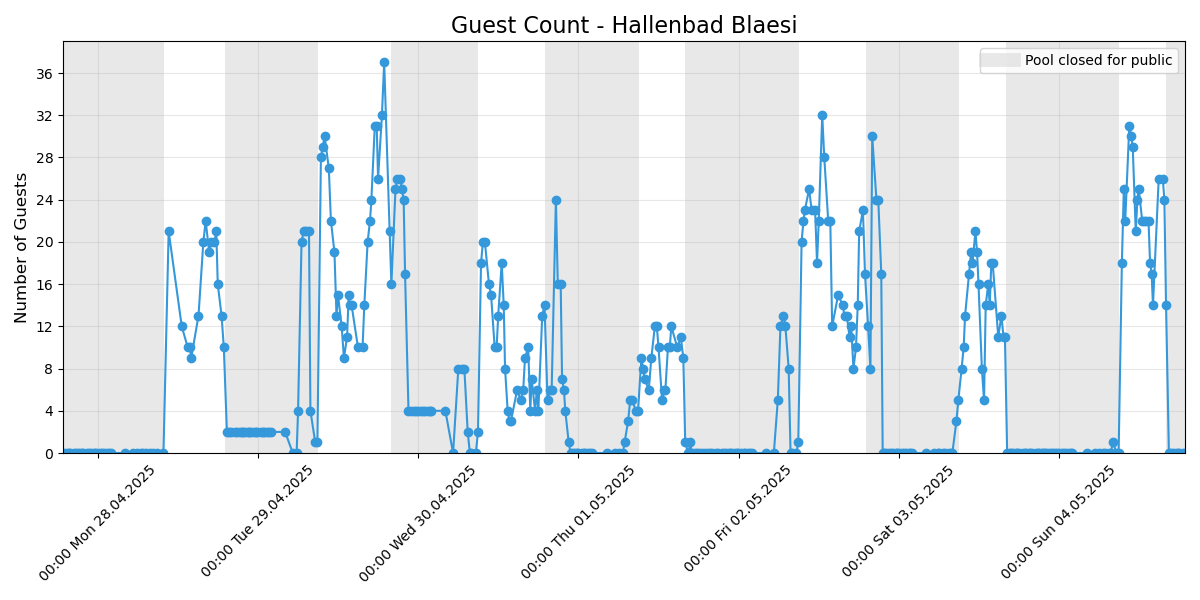 Guest Count - Hallenbad Blaesi
Pool closed for public
Number of Guests
36
32
28
24
20
16
12
8
4
0
00:00 Mon 28.04.2025
00:00 Tue 29.04.2025
00:00 Wed 30.04.2025
00:00 Thu 01.05.2025
00:00 Fri 02.05.2025
00:00 Sat 03.05.2025
00:00 Sun 04.05.2025